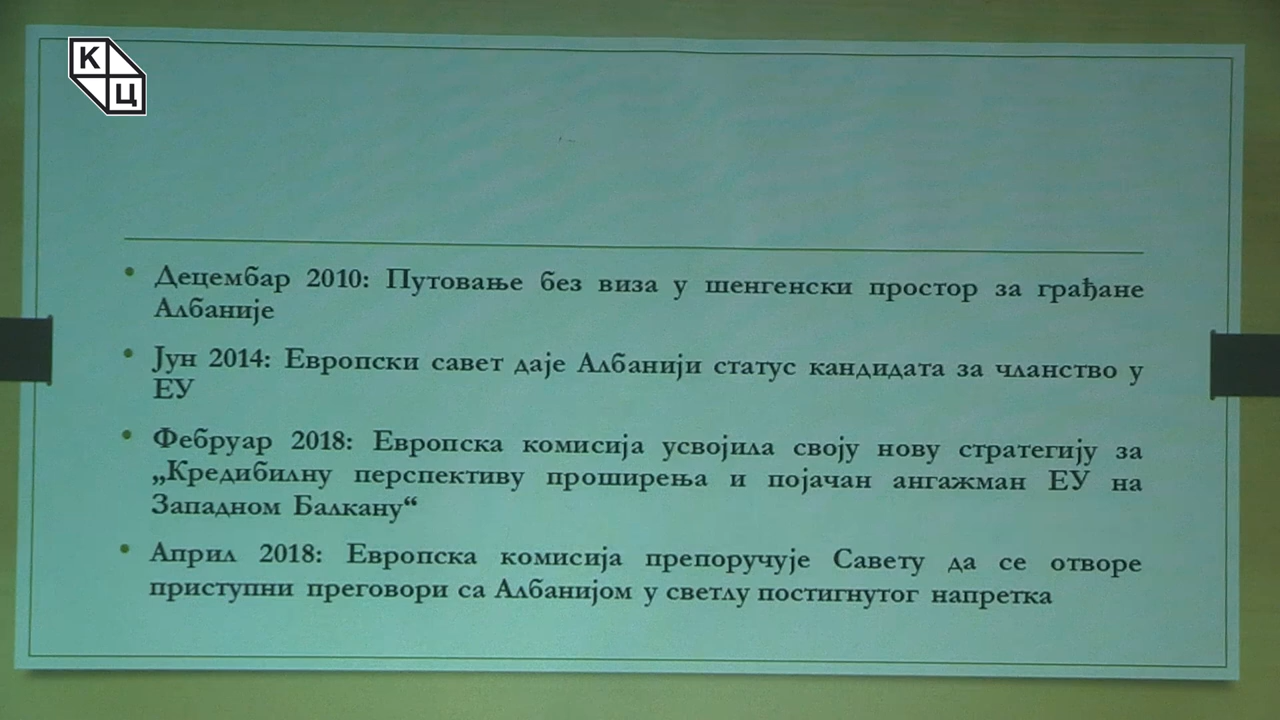 К
Ц
• Децембар 2010: Путовање без виза у шенгенски простор за грађане
Албаније
• Јун 2014: Европски савет даје Албанији статус кандидата за чланство у
ЕУ
• Фебруар 2018: Европска комисија усвојила своју нову стратегију за
„Кредибилну перспективу проширења и појачан ангажман ЕУ на
Западном Балкану“
• Април 2018: Европска комисија препоручује Савету да се отворе
приступни преговори са Албанијом у светлу постигнутог напретка